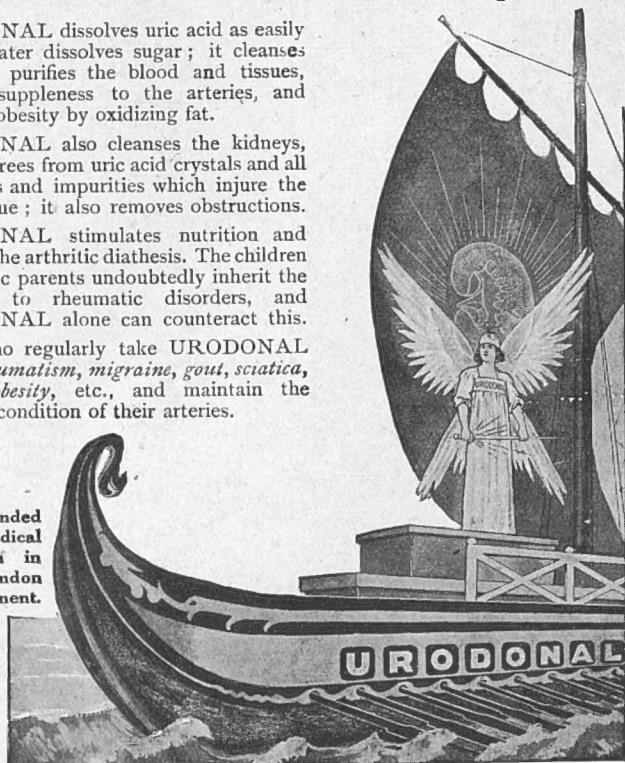 NAL dissolves uric acid as easily
ater dissolves sugar; it cleanses
purifies the blood and tissues,
suppleness to the arteries, and
obesity by oxidizing fat.
NAL also cleanses the kidneys,
rees from uric acid crystals and all
s and impurities which injure the
ue; it also removes obstructions.
NAL stimulates nutrition and
he arthritic diathesis. The children
c parents undoubtedly inherit the
to rheumatic disorders, and
NAL alone can counteract this.
no regularly take URODONAL
umatism, migraine, gout, sciatica,
besity, etc., and maintain the
condition of their arteries.
URODONAL
nded
dical
n in
ndon
nent.
URODONAL